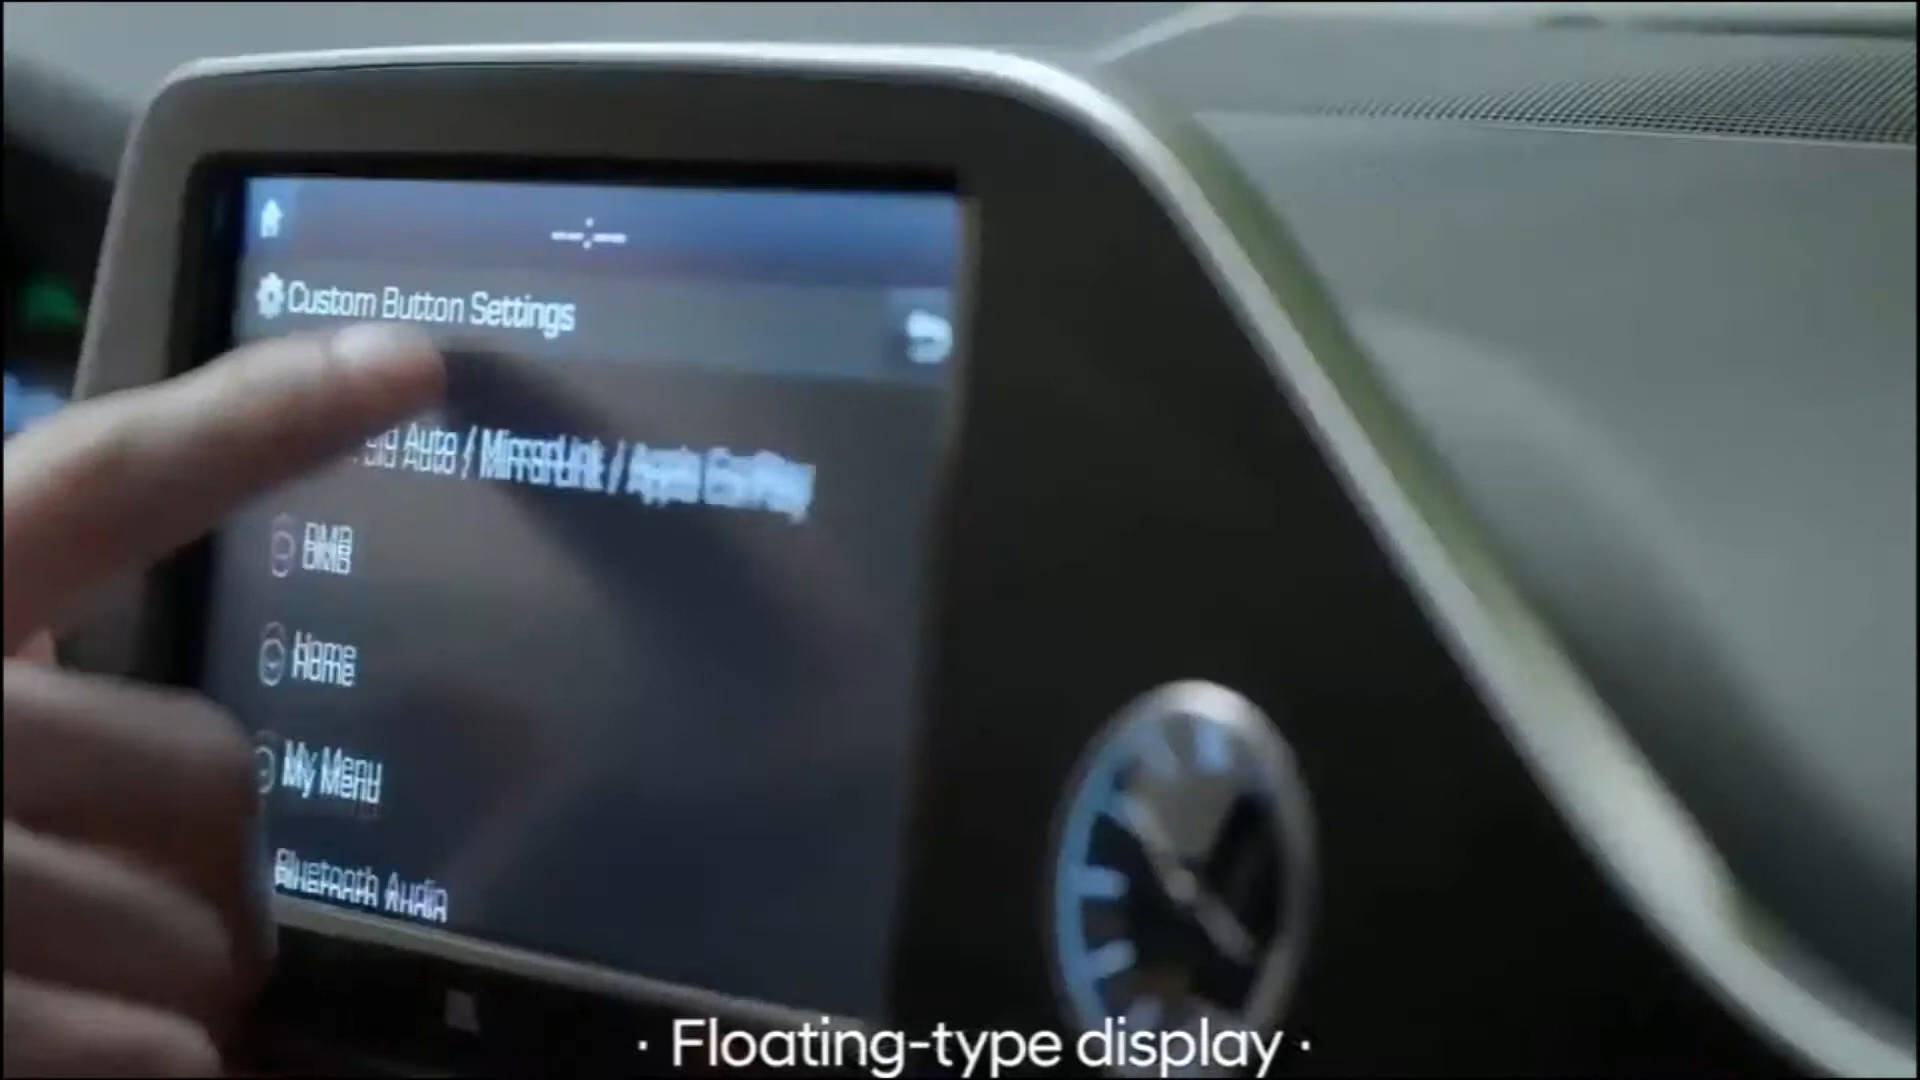 --:--
Custom Button Settings
Auto / MirrorLink / Apple CarPlay
DMB
Home
My Menu
Bluetooth Audio
· Floating-type display ·